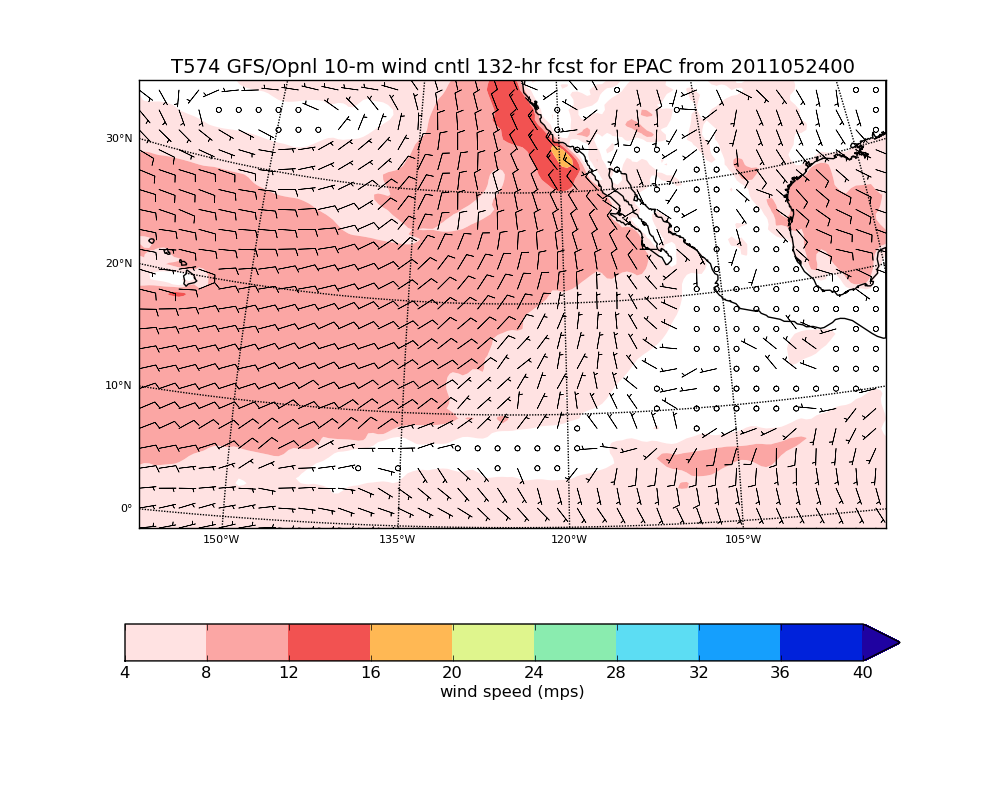 T574 GFS/Opnl 10-m wind cntl 132-hr fcst for EPAC from 2011052400
30°N
20°N
10°N
0°
150°W 135°W 120°W 105°W
4 8 12 16 20 24 28 32 36 40
wind speed (mps)